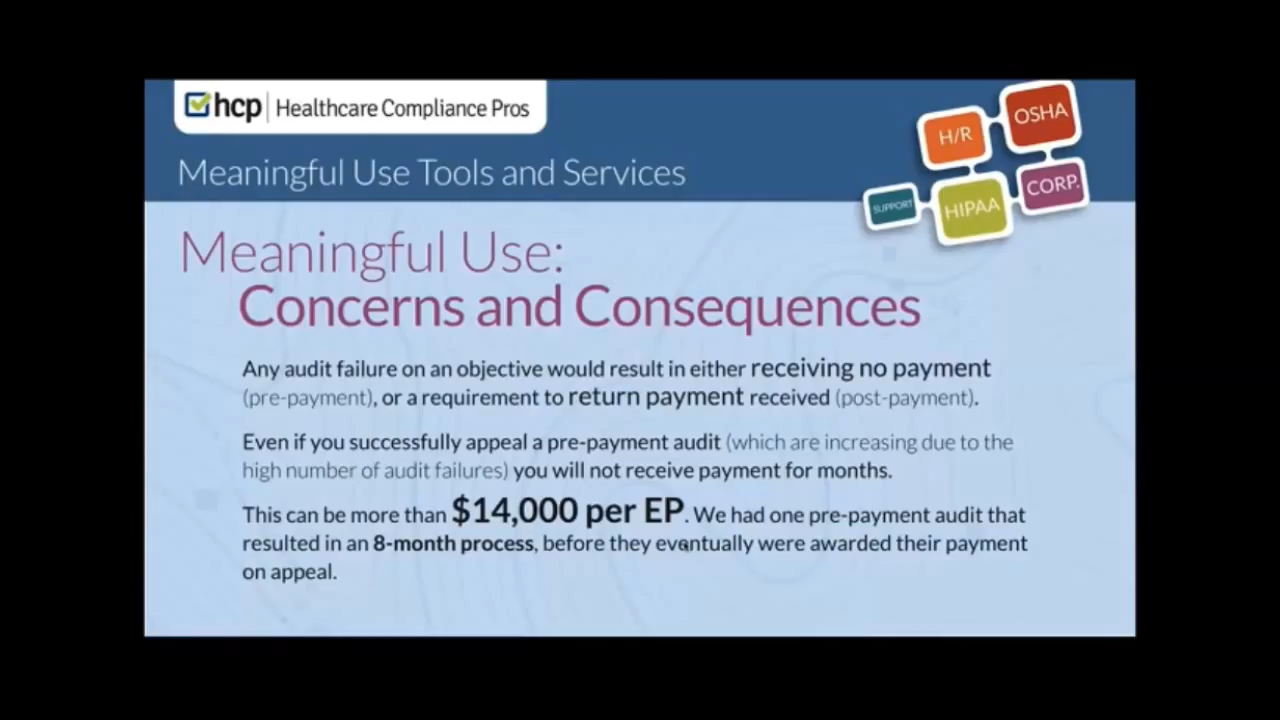 hcp | Healthcare Compliance Pros
Meaningful Use Tools and Services
H/R
OSHA
SUPPORT
HIPAA
CORP.
Meaningful Use:
Concerns and Consequences
Any audit failure on an objective would result in either receiving no payment
(pre-payment), or a requirement to return payment received (post-payment).
Even if you successfully appeal a pre-payment audit (which are increasing due to the
high number of audit failures) you will not receive payment for months.
This can be more than $14,000 per EP. We had one pre-payment audit that
resulted in an 8-month process, before they eventually were awarded their payment
on appeal.